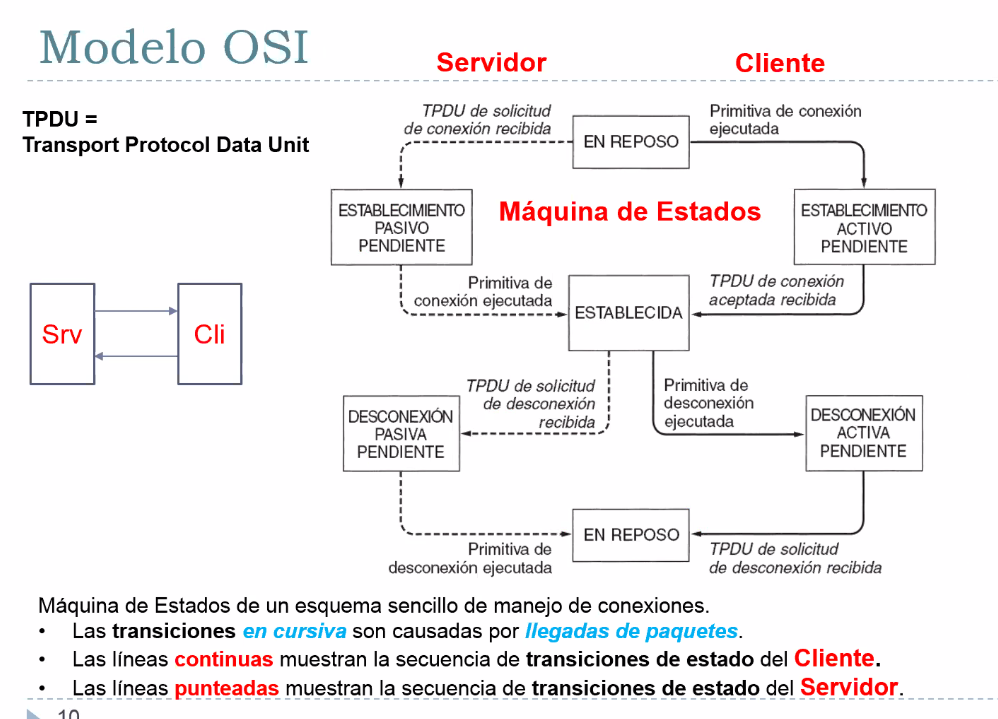 Modelo OSI
Servidor
Cliente
TPDU =
Transport Protocol Data Unit
TPDU de solicitud
de conexión recibida
EN REPOSO
Primitiva de conexión
ejecutada
ESTABLECIMIENTO
PASIVO
PENDIENTE
Máquina de Estados
ESTABLECIMIENTO
ACTIVO
PENDIENTE
Primitiva de
conexión ejecutada
ESTABLECIDA
TPDU de conexión
aceptada recibida
Srv
Cli
TPDU de solicitud
de desconexión
recibida
Primitiva de
desconexión
ejecutada
DESCONEXIÓN
PASIVA
PENDIENTE
DESCONEXIÓN
ACTIVA
PENDIENTE
EN REPOSO
Primitiva de
desconexión ejecutada
TPDU de solicitud
de desconexión recibida
Máquina de Estados de un esquema sencillo de manejo de conexiones.
• Las transiciones en cursiva son causadas por llegadas de paquetes.
• Las líneas continuas muestran la secuencia de transiciones de estado del Cliente.
• Las líneas punteadas muestran la secuencia de transiciones de estado del Servidor.
10